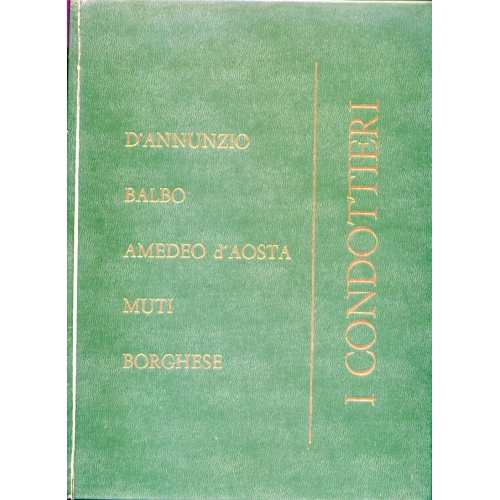 D'ANNUNZIO
BALBO
AMEDEO d'AOSTA
MUTI
BORGHESE
I CONDOTTIERI